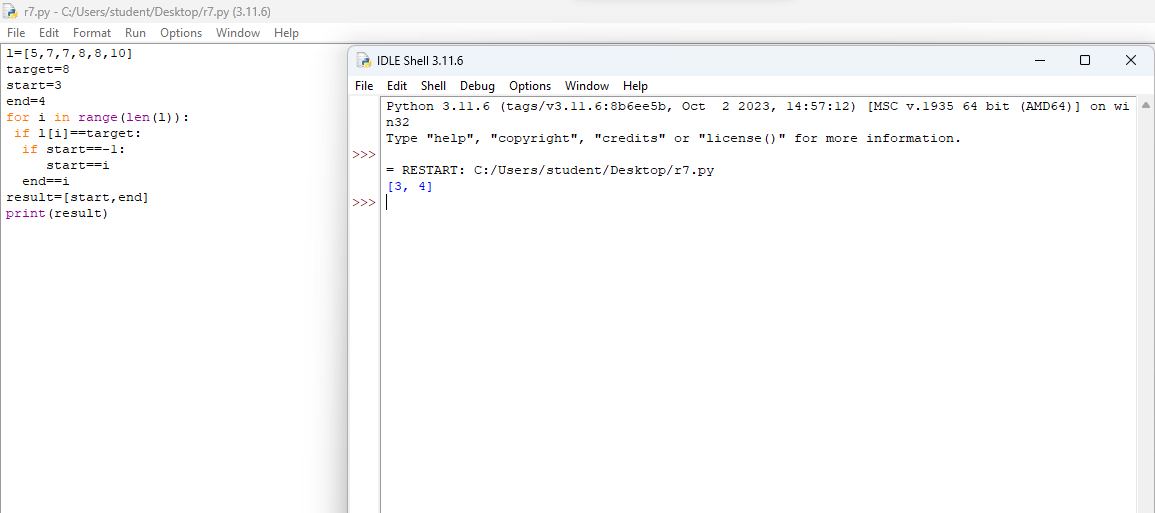 r7.py - C:/Users/student/Desktop/r7.py (3.11.6)
File Edit Format Run Options Window Help
l=[5,7,7,8,8,10]
target=8
start=3
end=4
for i in range(len(l)):
 if l[i]==target:
  if start==-1:
     start==i
  end==i
result=[start,end]
print(result)
IDLE Shell 3.11.6
File Edit Shell Debug Options Window Help
Python 3.11.6 (tags/v3.11.6:8b6ee5b, Oct  2 2023, 14:57:12) [MSC v.1935 64 bit (AMD64)] on wi
n32
Type "help", "copyright", "credits" or "license()" for more information.
>>>
= RESTART: C:/Users/student/Desktop/r7.py
[3, 4]
>>>